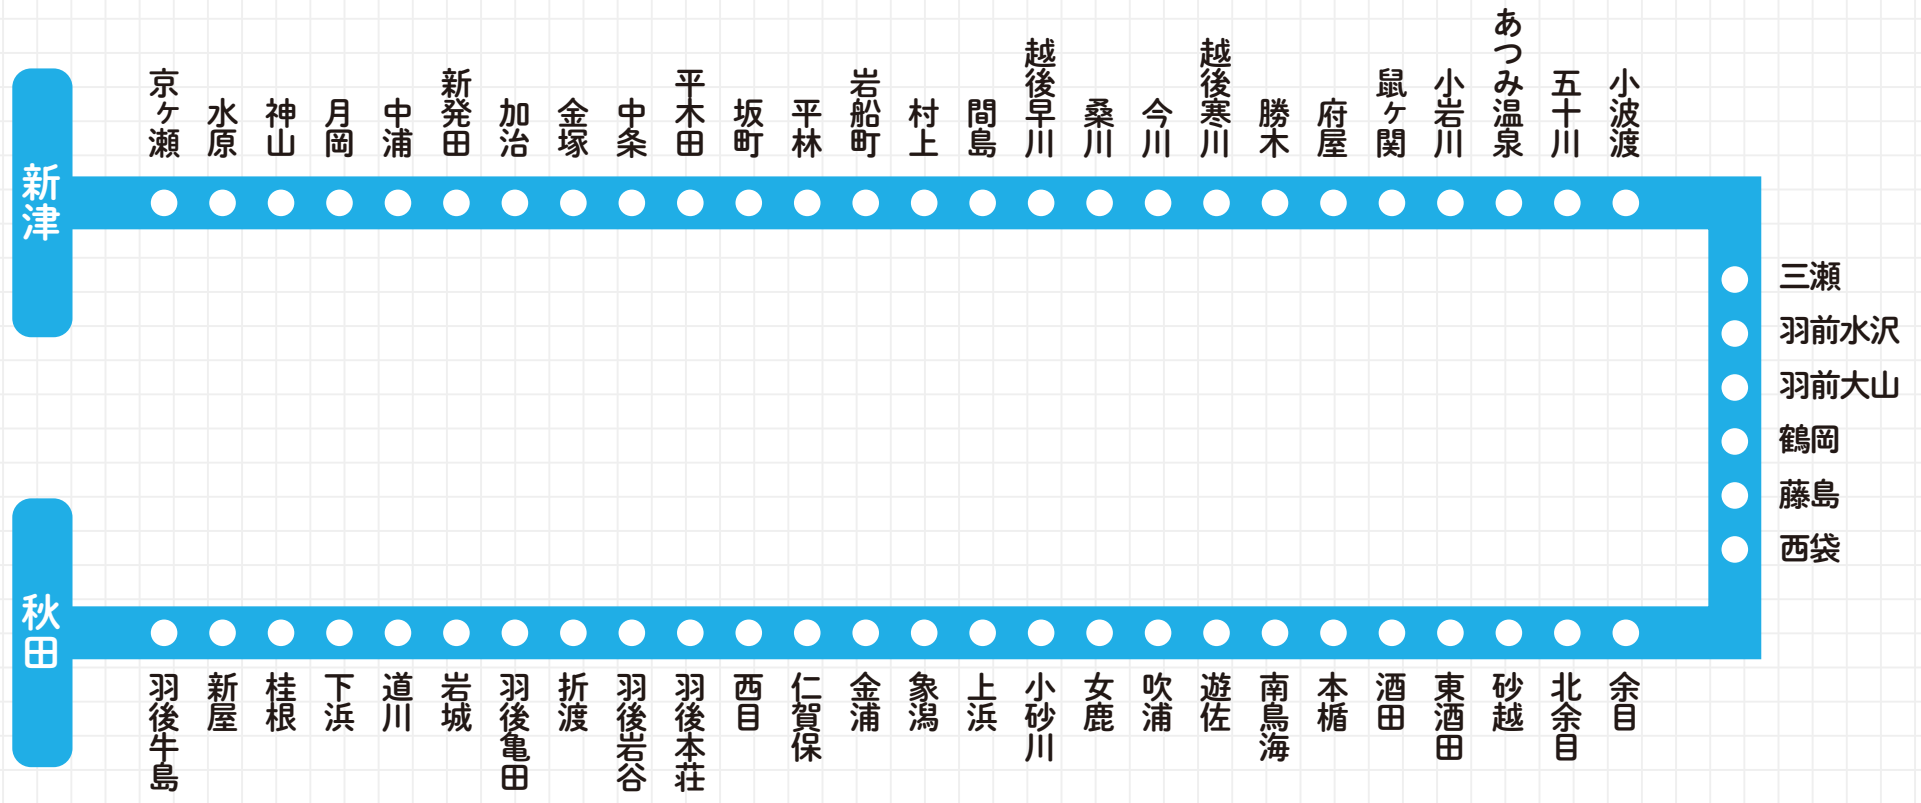 新津
京ヶ瀬
水原
神山
月岡
中浦
新発田
加治
金塚
中条
平木田
坂町
平林
岩船町
村上
間島
越後早川
桑川
今川
越後寒川
勝木
府屋
鼠ヶ関
小岩川
あつみ温泉
五十川
小波渡
三瀬
羽前水沢
羽前大山
鶴岡
藤島
西袋
余目
北余目
砂越
東酒田
酒田
本楯
南鳥海
遊佐
吹浦
女鹿
小砂川
上浜
象潟
金浦
仁賀保
西目
羽後本荘
羽後岩谷
折渡
羽後亀田
岩城
道川
下浜
桂根
新屋
羽後牛島
秋田